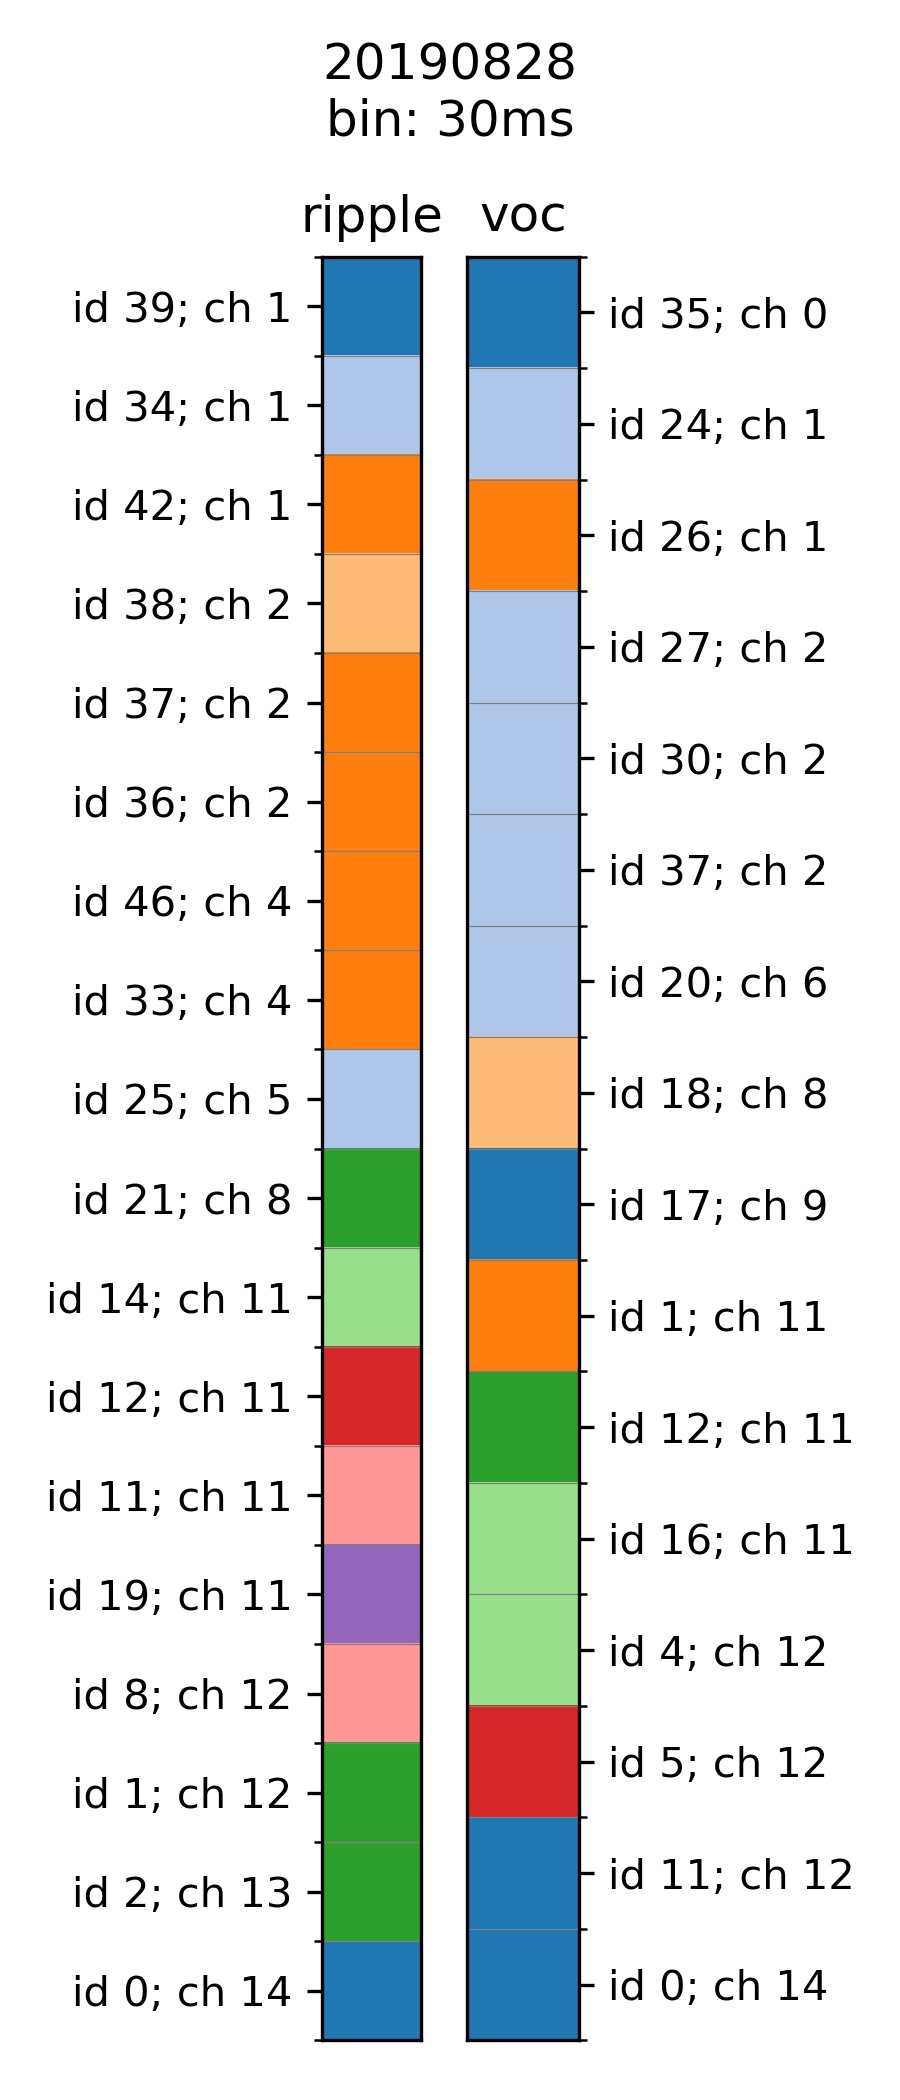 20190828
bin: 30ms
ripple voc
id 39; ch 1
id 34; ch 1
id 42; ch 1
id 38; ch 2
id 37; ch 2
id 36; ch 2
id 46; ch 4
id 33; ch 4
id 25; ch 5
id 21; ch 8
id 14; ch 11
id 12; ch 11
id 11; ch 11
id 19; ch 11
id 8; ch 12
id 1; ch 12
id 2; ch 13
id 0; ch 14
id 35; ch 0
id 24; ch 1
id 26; ch 1
id 27; ch 2
id 30; ch 2
id 37; ch 2
id 20; ch 6
id 18; ch 8
id 17; ch 9
id 1; ch 11
id 12; ch 11
id 16; ch 11
id 4; ch 12
id 5; ch 12
id 11; ch 12
id 0; ch 14